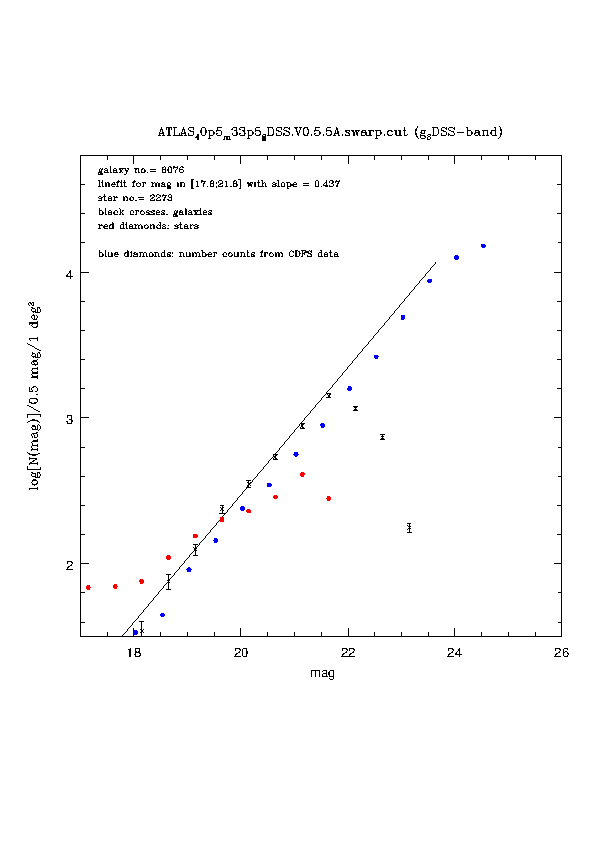 ATLAS₄0p5ₘ33p5gDSS.V0.5.5A.swarp.cut (gₛDSS-band)
galaxy no.= 8076
linefit for mag in [17.8;21.8] with slope = 0.437
star no.= 2273
black crosses: galaxies
red diamonds: stars
blue diamonds: number counts from CDFS data
log[N(mag)]/0.5 mag/1 deg²
4
3
2
18 20 22 24 26
mag